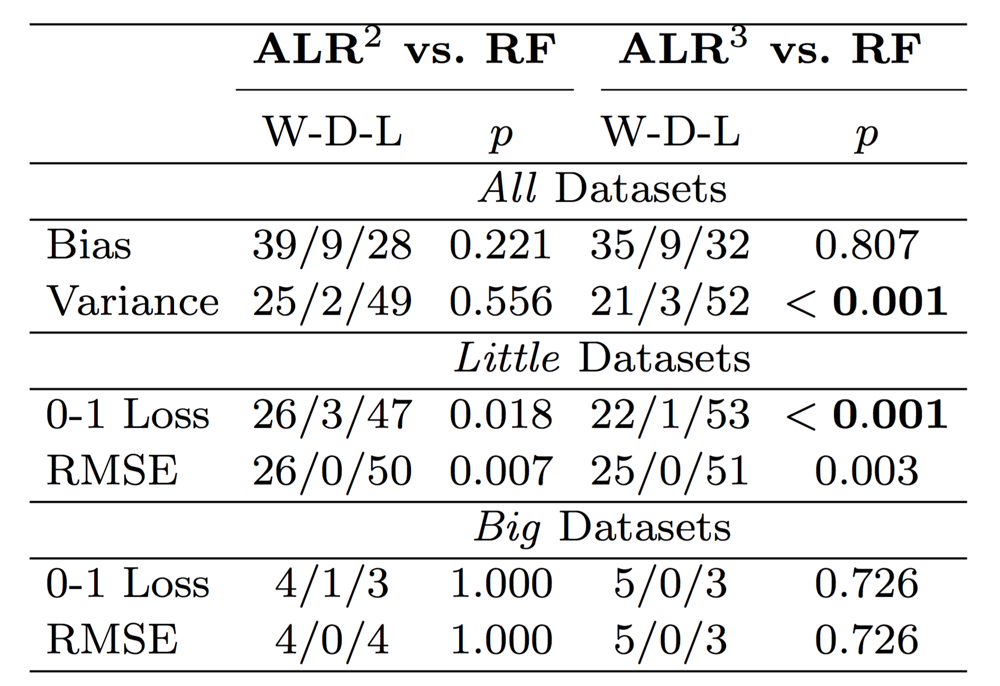 ALR² vs. RF ALR³ vs. RF
W-D-L p W-D-L p
All Datasets
Bias 39/9/28 0.221 35/9/32 0.807
Variance 25/2/49 0.556 21/3/52 < 0.001
Little Datasets
0-1 Loss 26/3/47 0.018 22/1/53 < 0.001
RMSE 26/0/50 0.007 25/0/51 0.003
Big Datasets
0-1 Loss 4/1/3 1.000 5/0/3 0.726
RMSE 4/0/4 1.000 5/0/3 0.726